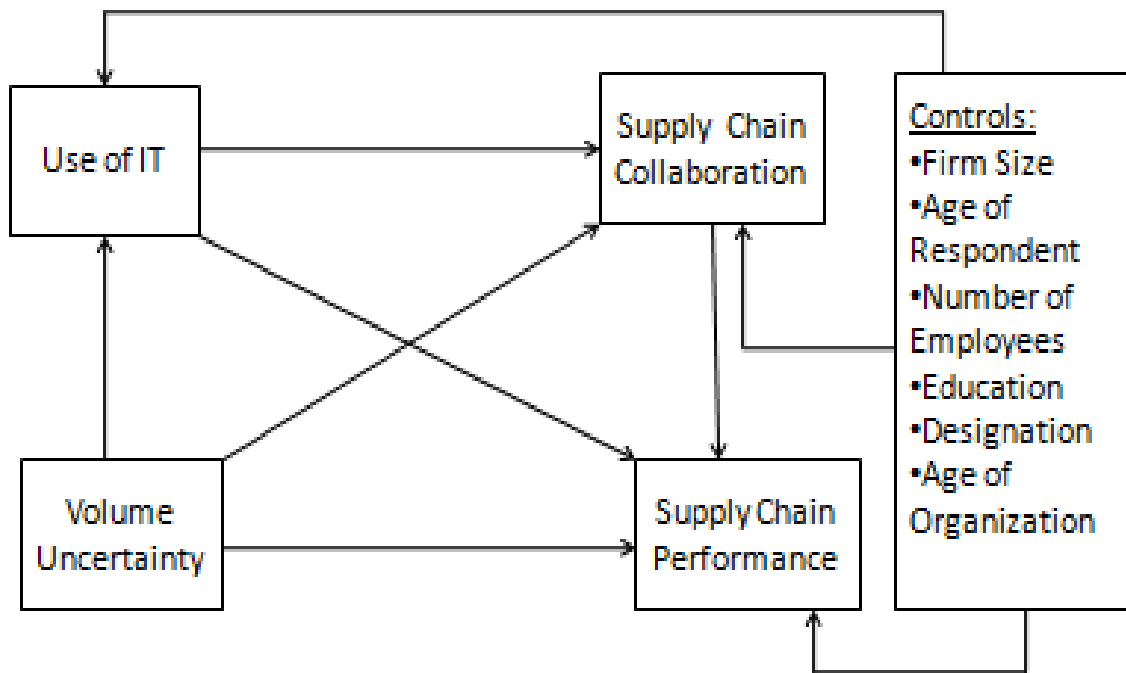 Use of IT
Supply Chain
Collaboration
Volume
Uncertainty
Supply Chain
Performance
Controls:
•Firm Size
•Age of
Respondent
•Number of
Employees
•Education
•Designation
•Age of
Organization